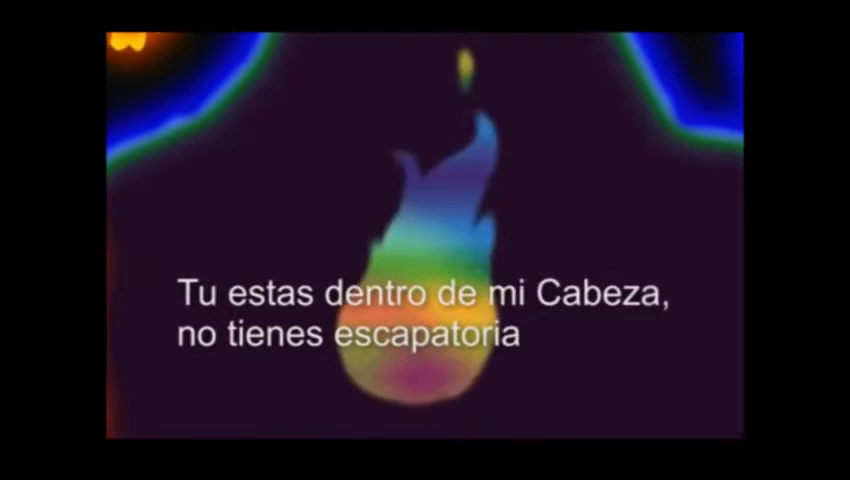 Tu estas dentro de mi Cabeza,
no tienes escapatoria